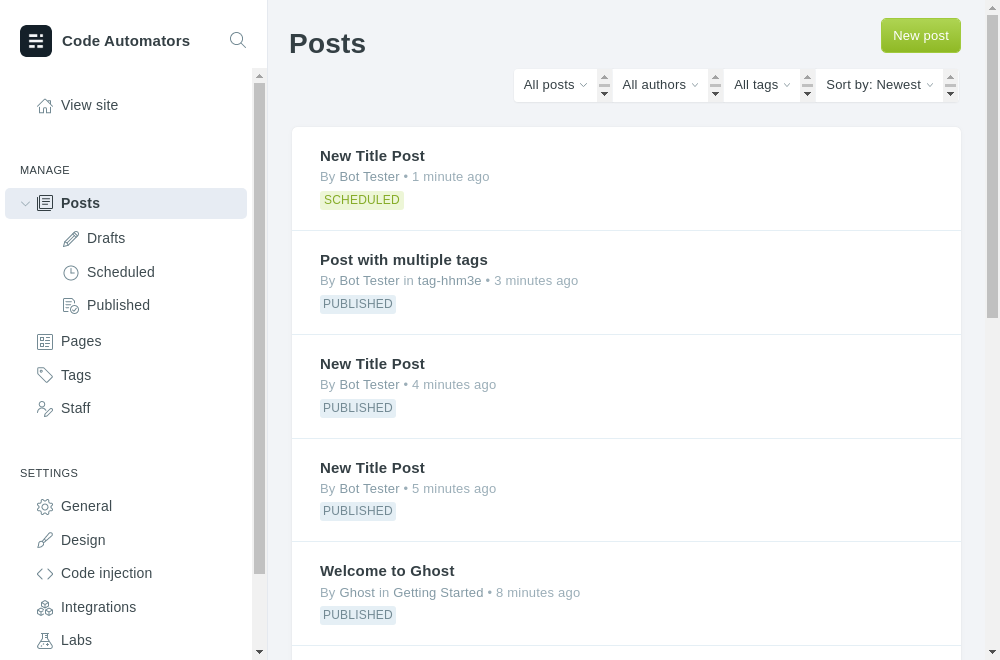 Code Automators
View site
MANAGE
Posts
Drafts
Scheduled
Published
Pages
Tags
Staff
SETTINGS
General
Design
Code injection
Integrations
Labs
Posts
New post
All posts
All authors
All tags
Sort by: Newest
New Title Post
By Bot Tester • 1 minute ago
SCHEDULED
Post with multiple tags
By Bot Tester in tag-hhm3e • 3 minutes ago
PUBLISHED
New Title Post
By Bot Tester • 4 minutes ago
PUBLISHED
New Title Post
By Bot Tester • 5 minutes ago
PUBLISHED
Welcome to Ghost
By Ghost in Getting Started • 8 minutes ago
PUBLISHED